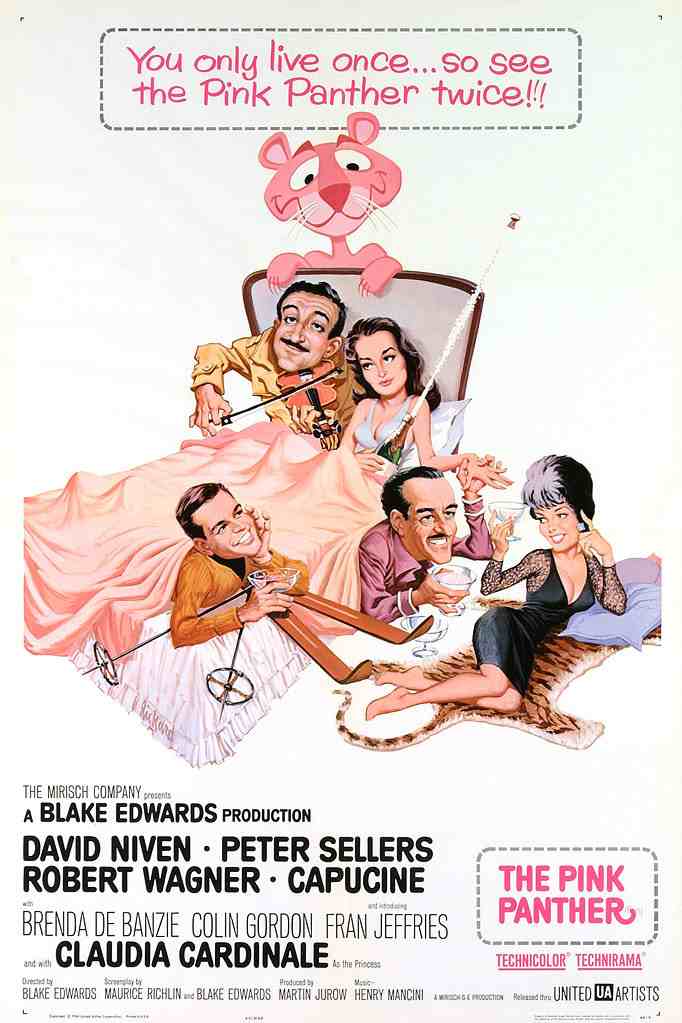 You only live once...so see
the Pink Panther twice!!!
THE MIRISCH COMPANY presents
A BLAKE EDWARDS PRODUCTION
DAVID NIVEN · PETER SELLERS
ROBERT WAGNER · CAPUCINE
with and introducing
BRENDA DE BANZIE COLIN GORDON FRAN JEFFRIES
and with CLAUDIA CARDINALE As the Princess
THE PINK
PANTHER
TECHNICOLOR® TECHNIRAMA®
Directed by Screenplay by Produced by Music–
BLAKE EDWARDS MAURICE RICHLIN and BLAKE EDWARDS MARTIN JUROW HENRY MANCINI A MIRISCH-G-E PRODUCTION Released thru UNITED UA ARTISTS